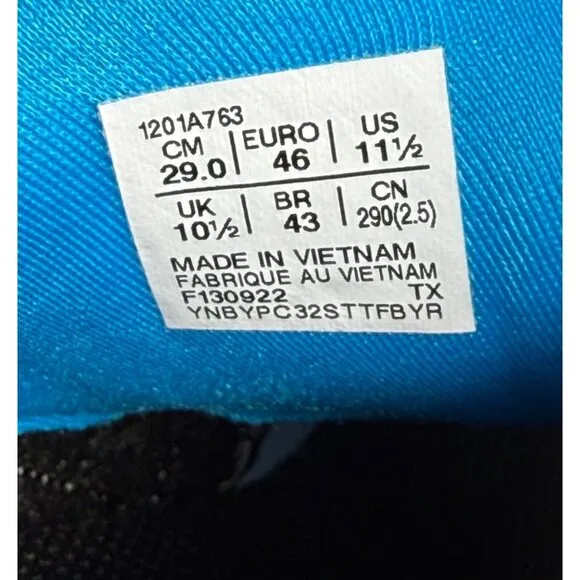 1201A763
CM | EURO | US
29.0 | 46 | 11½
UK | BR | CN
10½ | 43 | 290(2.5)
MADE IN VIETNAM
FABRIQUE AU VIETNAM
F130922 TX
YNBYPC32STTFBYR